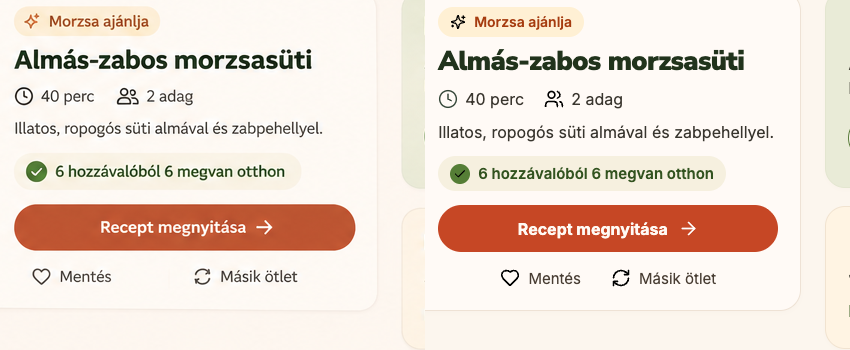 Morzsa ajánlja
Almás-zabos morzsasüti
40 perc 2 adag
Illatos, ropogós süti almával és zabpehellyel.
6 hozzávalóból 6 megvan otthon
Recept megnyitása
Mentés Másik ötlet
Morzsa ajánlja
Almás-zabos morzsasüti
40 perc 2 adag
Illatos, ropogós süti almával és zabpehellyel.
6 hozzávalóból 6 megvan otthon
Recept megnyitása
Mentés Másik ötlet